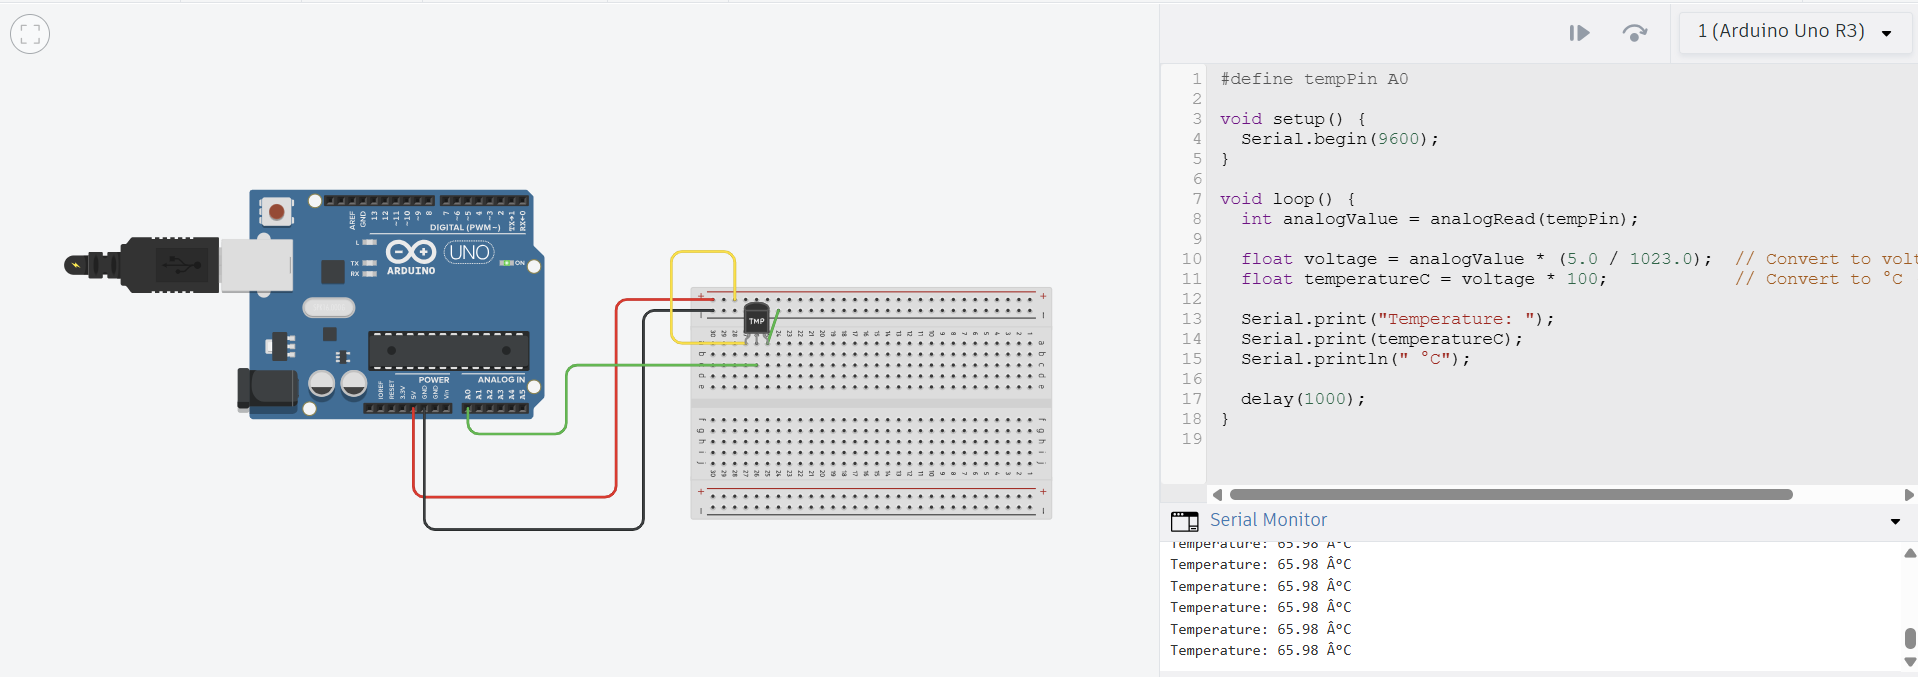 1 (Arduino Uno R3)
AREF
GND
13
12
~11
~10
~9
8
7
~6
~5
4
~3
2
TX→1
RX←0
DIGITAL (PWM~)
L
TX
RX
ARDUINO
UNO
ON
POWER
ANALOG IN
IOREF
RESET
3.3V
5V
GND
GND
Vin
A0
A1
A2
A3
A4
A5
TMP
1 #define tempPin A0
2
3 void setup() {
4 Serial.begin(9600);
5 }
6
7 void loop() {
8 int analogValue = analogRead(tempPin);
9
10 float voltage = analogValue * (5.0 / 1023.0); // Convert to volt
11 float temperatureC = voltage * 100; // Convert to °C
12
13 Serial.print("Temperature: ");
14 Serial.print(temperatureC);
15 Serial.println(" °C");
16
17 delay(1000);
18 }
19
Serial Monitor
Temperature: 65.98 Â°C
Temperature: 65.98 Â°C
Temperature: 65.98 Â°C
Temperature: 65.98 Â°C
Temperature: 65.98 Â°C
Temperature: 65.98 Â°C